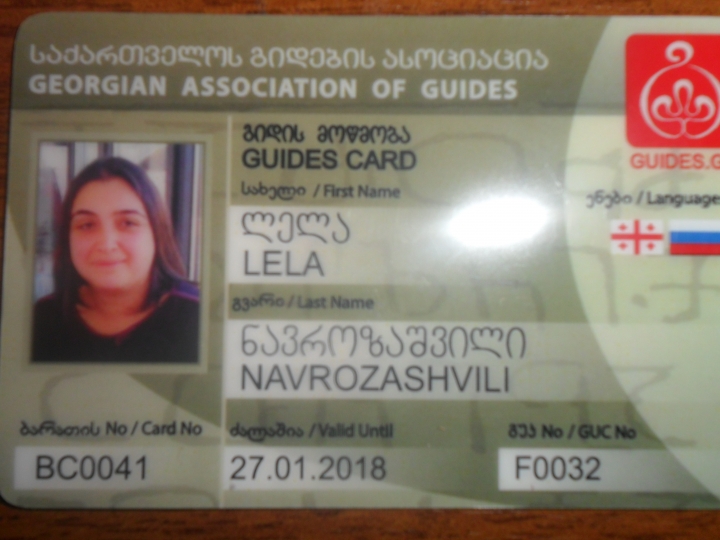 საქართველოს გიდების ასოციაცია
GEORGIAN ASSOCIATION OF GUIDES
გიდის მოწმობა
GUIDES CARD
სახელი / First Name
ლელა
LELA
გვარი / Last Name
ნავროზაშვილი
NAVROZASHVILI
ბარათის No / Card No
BC0041
ძალაშია / Valid Until
27.01.2018
გუა No / GUC No
F0032
GUIDES.G
ენები / Language